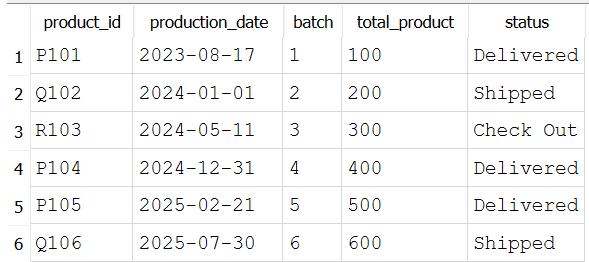 product_id production_date batch total_product status
1 P101 2023-08-17 1 100 Delivered
2 Q102 2024-01-01 2 200 Shipped
3 R103 2024-05-11 3 300 Check Out
4 P104 2024-12-31 4 400 Delivered
5 P105 2025-02-21 5 500 Delivered
6 Q106 2025-07-30 6 600 Shipped